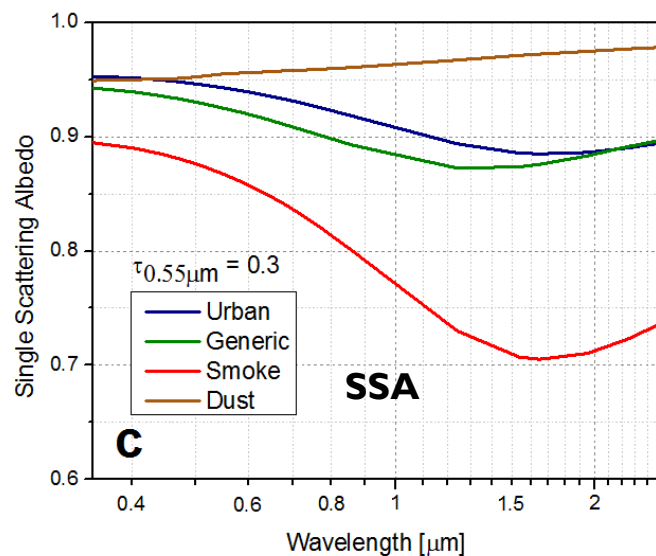 1.0
0.9
0.8
0.7
0.6
Single Scattering Albedo
τ0.55μm = 0.3
Urban
Generic
Smoke
Dust
SSA
C
0.4
0.6
0.8
1
1.5
2
Wavelength [μm]